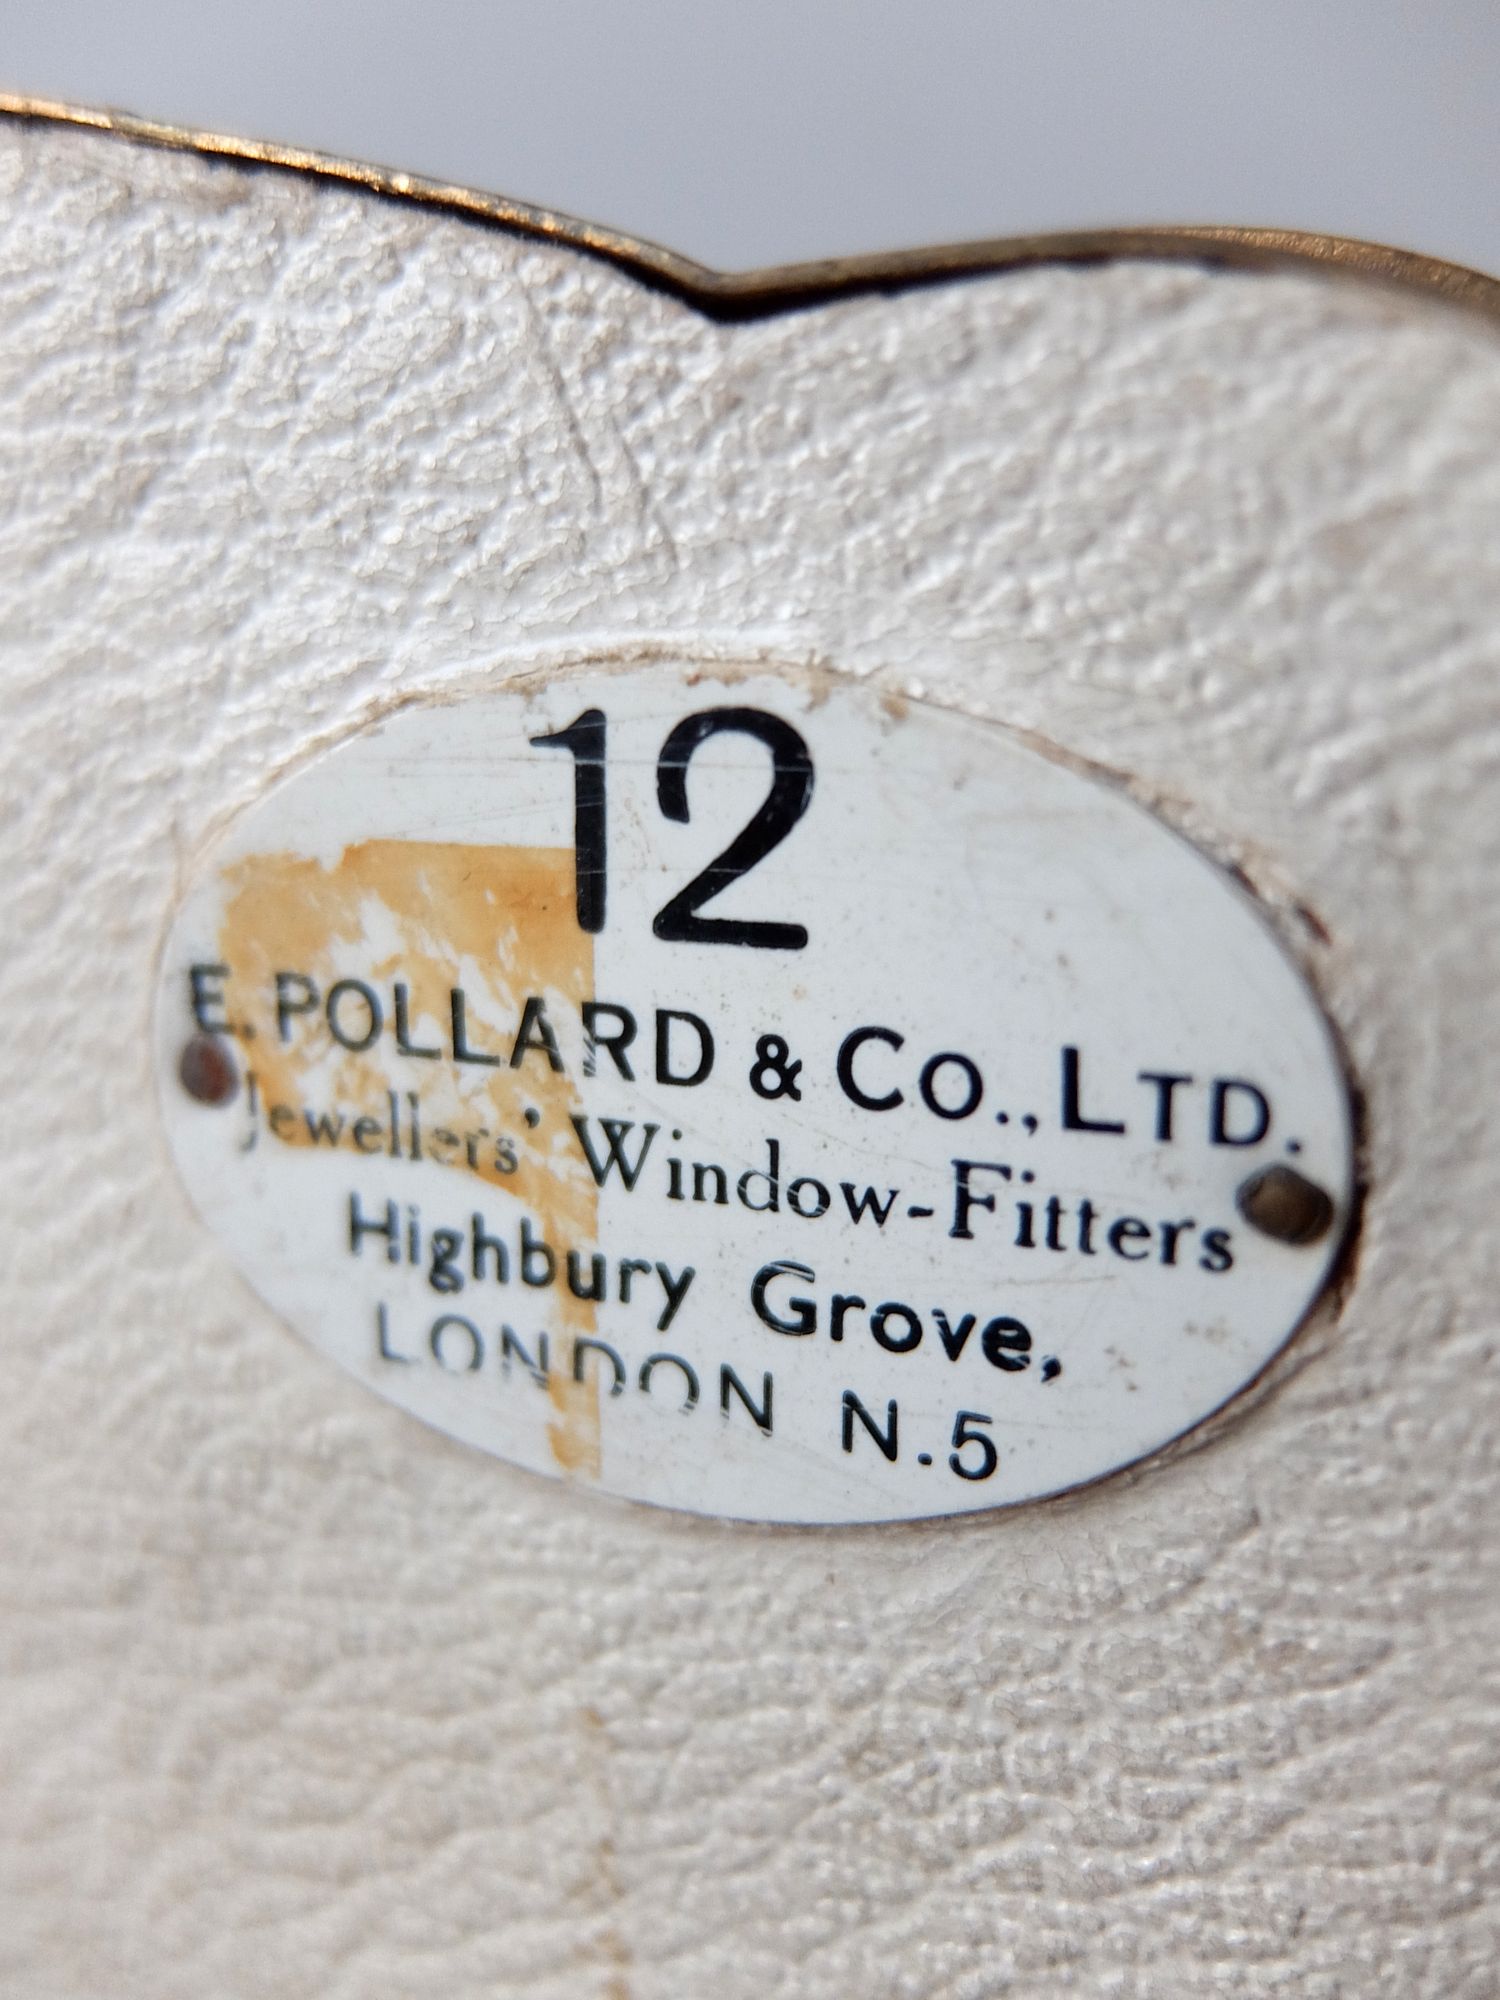 12
E. POLLARD & Co., LTD.
Jewellers' Window-Fitters
Highbury Grove,
LONDON N.5